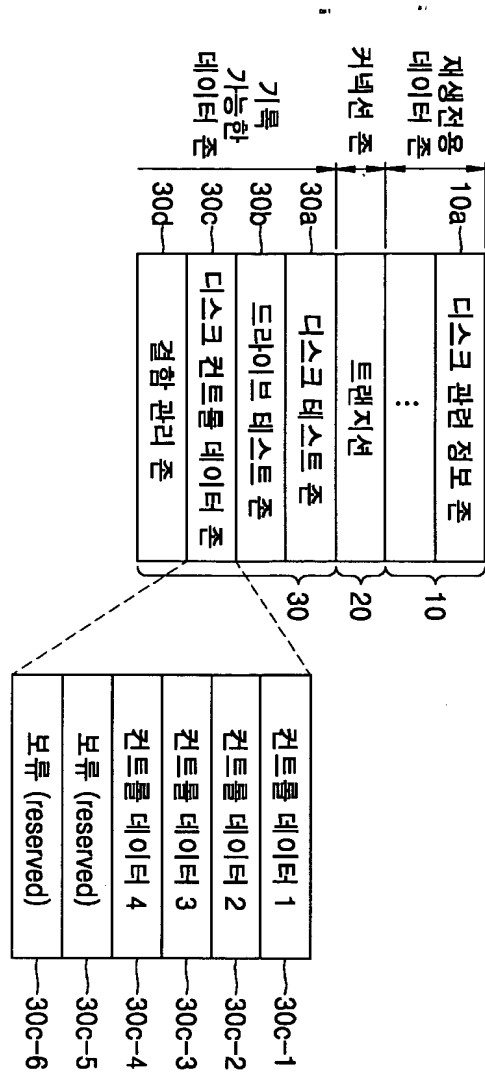 재생전용
데이터 존
커넥션 존
기록
가능한
데이터 존
10a
30a
30b
30c
30d
디스크 관련 정보 존
⋮
트랜지션
디스크 테스트 존
드라이브 테스트 존
디스크 컨트롤 데이터 존
결함 관리 존
10
20
30
컨트롤 데이터 1
컨트롤 데이터 2
컨트롤 데이터 3
컨트롤 데이터 4
보류 (reserved)
보류 (reserved)
30c-1
30c-2
30c-3
30c-4
30c-5
30c-6